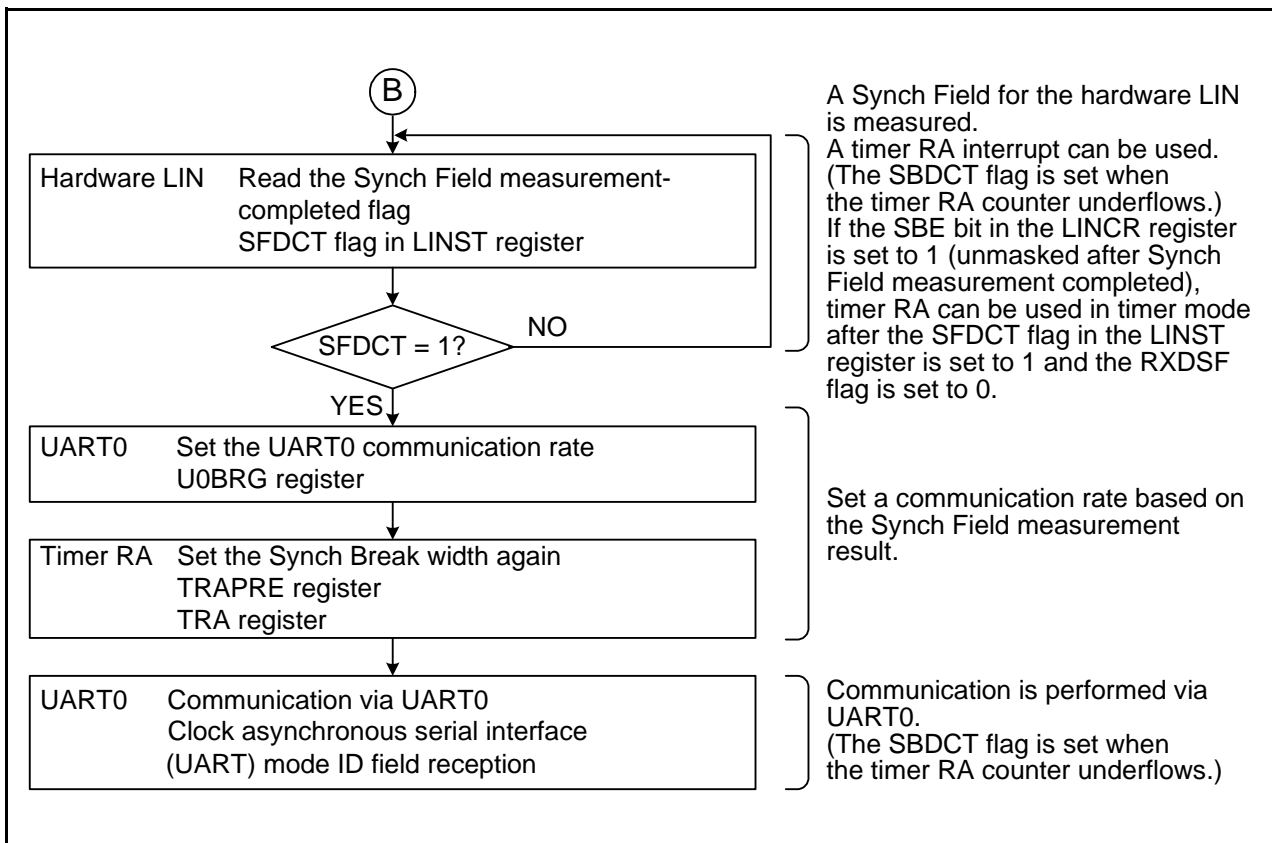 B
Hardware LIN Read the Synch Field measurement-
completed flag
SFDCT flag in LINST register
A Synch Field for the hardware LIN
is measured.
A timer RA interrupt can be used.
(The SBDCT flag is set when
the timer RA counter underflows.)
If the SBE bit in the LINCR register
is set to 1 (unmasked after Synch
Field measurement completed),
timer RA can be used in timer mode
after the SFDCT flag in the LINST
register is set to 1 and the RXDSF
flag is set to 0.
SFDCT = 1?
NO
YES
UART0 Set the UART0 communication rate
U0BRG register
Timer RA Set the Synch Break width again
TRAPRE register
TRA register
Set a communication rate based on
the Synch Field measurement
result.
UART0 Communication via UART0
Clock asynchronous serial interface
(UART) mode ID field reception
Communication is performed via
UART0.
(The SBDCT flag is set when
the timer RA counter underflows.)